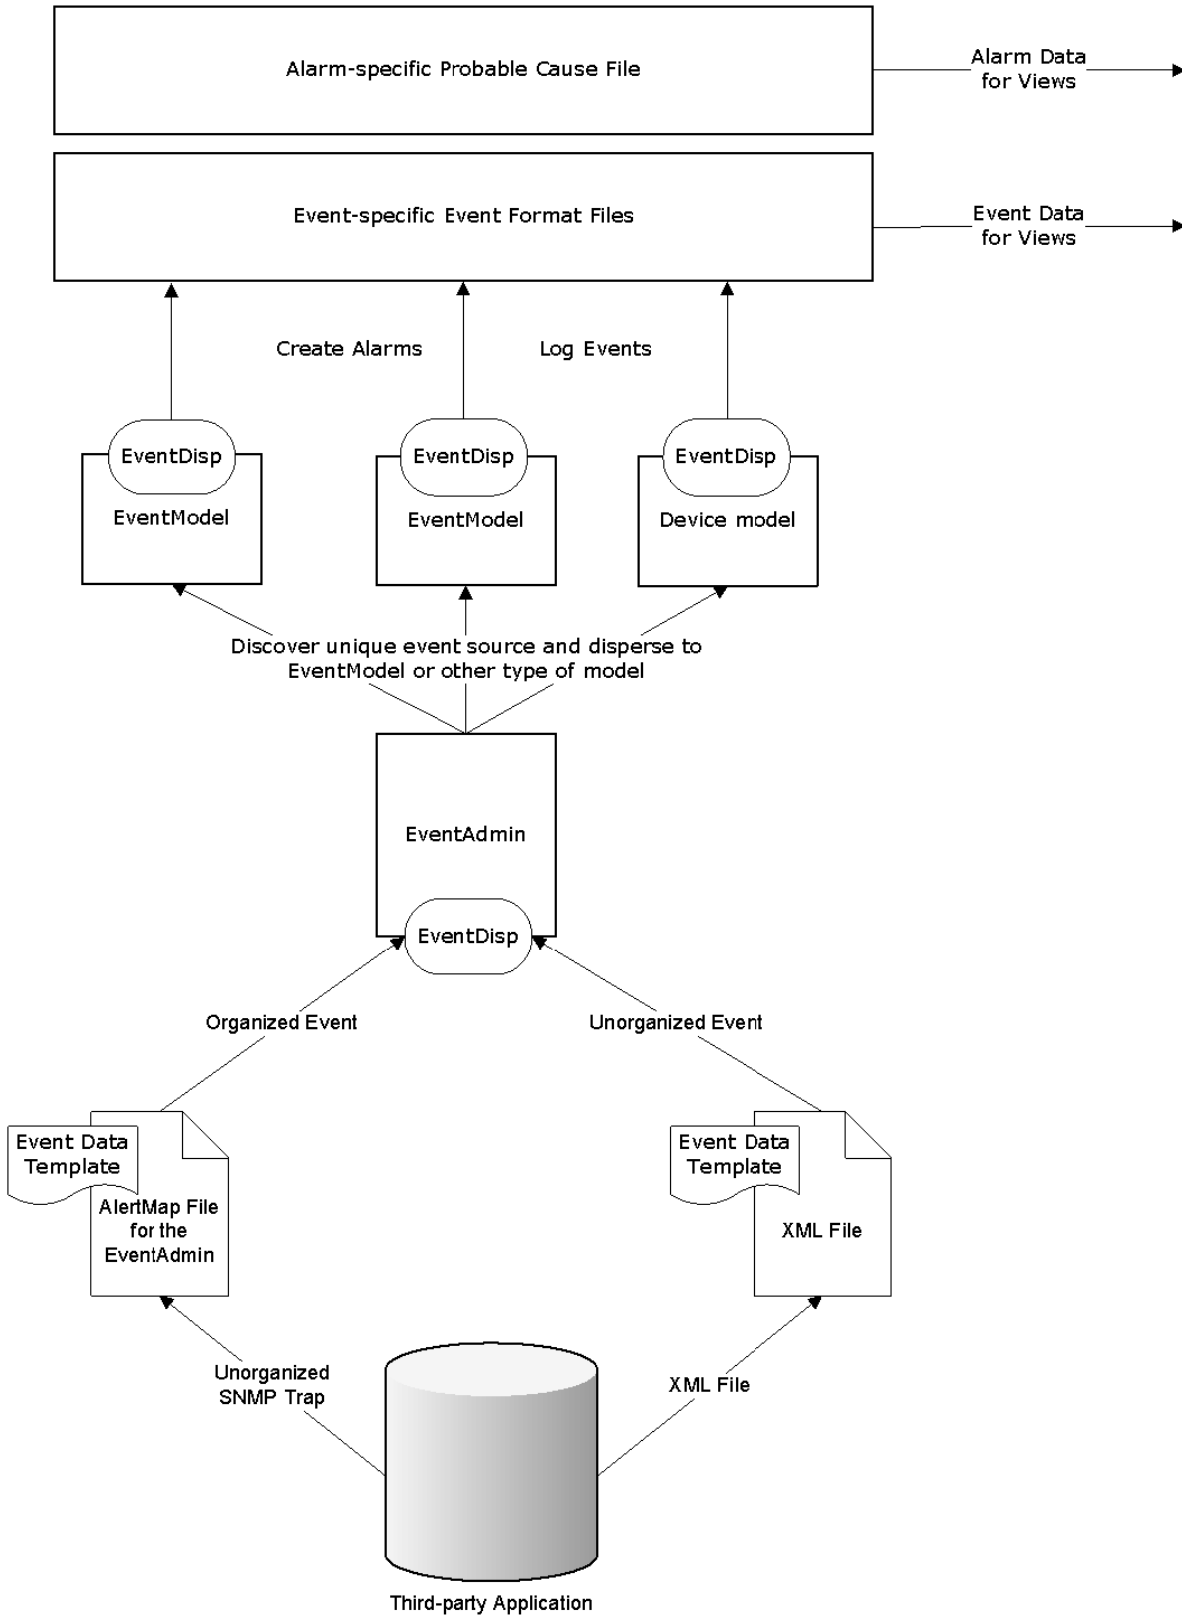 Alarm-specific Probable Cause File
Alarm Data
for Views
Event-specific Event Format Files
Event Data
for Views
Create Alarms
Log Events
EventDisp
EventModel
EventDisp
EventModel
EventDisp
Device model
Discover unique event source and disperse to
EventModel or other type of model
EventAdmin
EventDisp
Organized Event
Unorganized Event
Event Data
Template
AlertMap File
for the
EventAdmin
Event Data
Template
XML File
Unorganized
SNMP Trap
XML File
Third-party Application